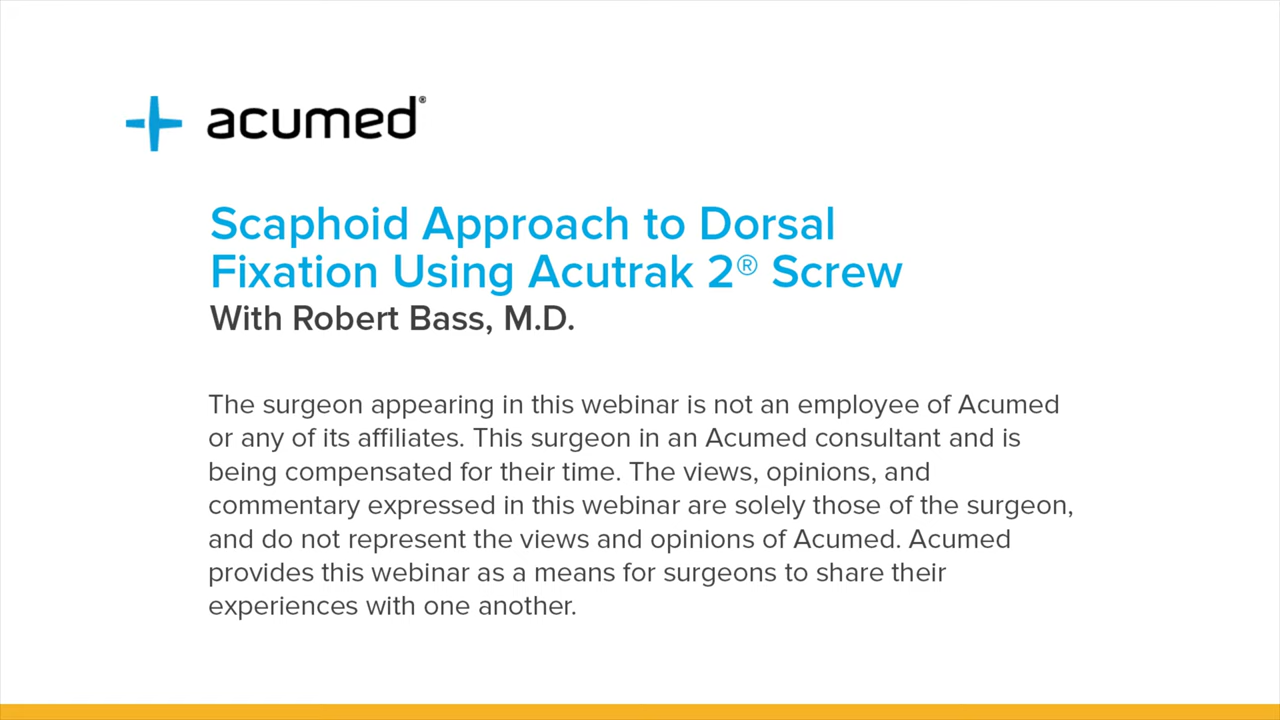 acumed®
Scaphoid Approach to Dorsal
Fixation Using Acutrak 2® Screw
With Robert Bass, M.D.
The surgeon appearing in this webinar is not an employee of Acumed
or any of its affiliates. This surgeon in an Acumed consultant and is
being compensated for their time. The views, opinions, and
commentary expressed in this webinar are solely those of the surgeon,
and do not represent the views and opinions of Acumed. Acumed
provides this webinar as a means for surgeons to share their
experiences with one another.